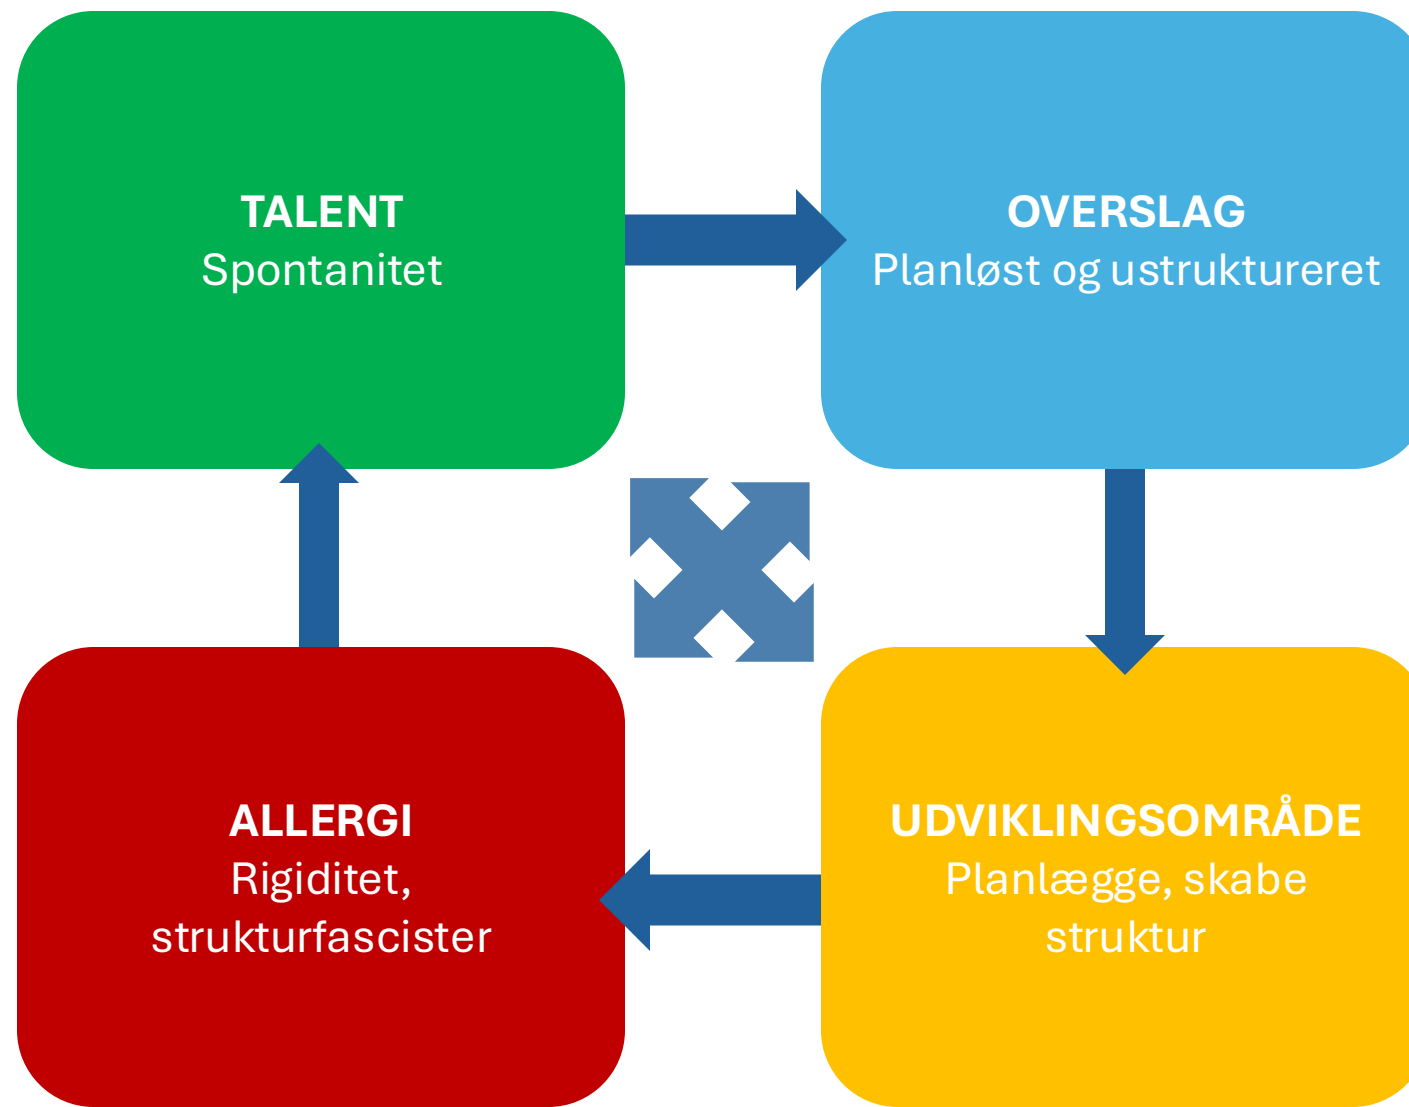 TALENT
Spontanitet
OVERSLAG
Planløst og ustruktureret
ALLERGI
Rigiditet,
strukturfascister
UDVIKLINGSOMRÅDE
Planlægge, skabe
struktur